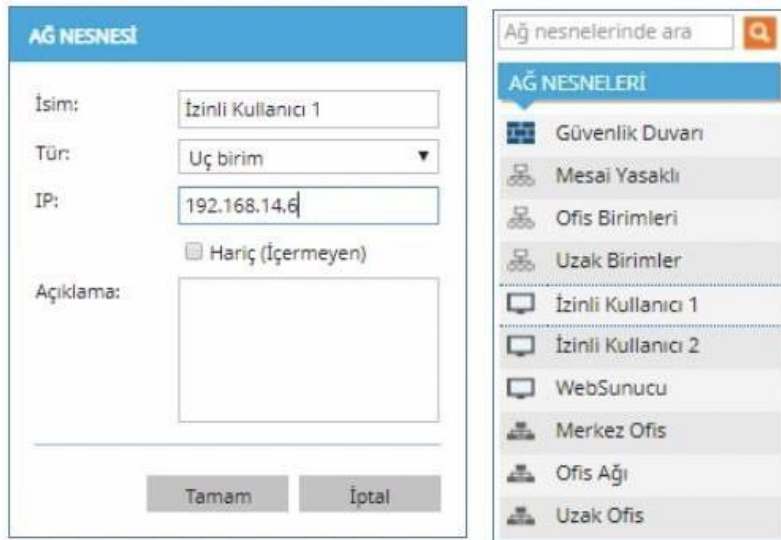 AĞ NESNESİ
İsim:
İzinli Kullanıcı 1
Tür:
Uç birim
IP:
192.168.14.6
Hariç (İçermeyen)
Açıklama:
Tamam
İptal
Ağ nesnelerinde ara
AĞ NESNELERİ
Güvenlik Duvarı
Mesai Yasaklı
Ofis Birimleri
Uzak Birimler
İzinli Kullanıcı 1
İzinli Kullanıcı 2
WebSunucu
Merkez Ofis
Ofis Ağı
Uzak Ofis